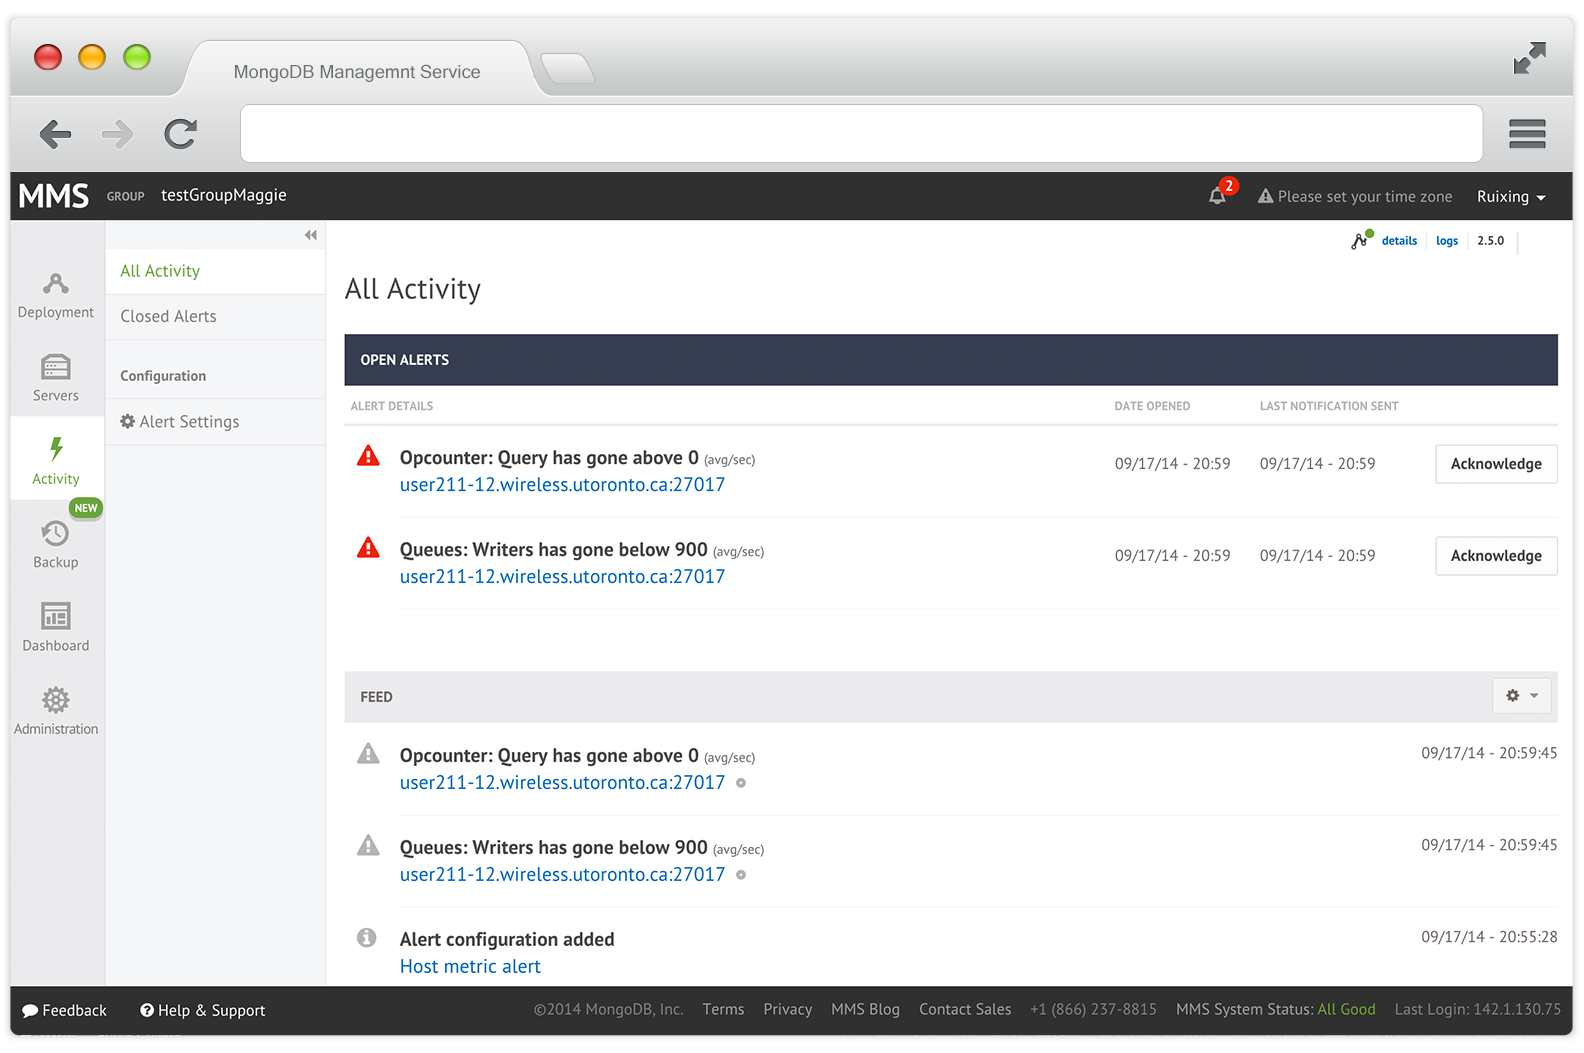 MongoDB Managemnt Service
MMS GROUP testGroupMaggie
2
Please set your time zone
Ruixing
details logs 2.5.0
Deployment
Servers
Activity
NEW
Backup
Dashboard
Administration
All Activity
Closed Alerts
Configuration
Alert Settings
All Activity
OPEN ALERTS
ALERT DETAILS DATE OPENED LAST NOTIFICATION SENT
Opcounter: Query has gone above 0 (avg/sec) 09/17/14 - 20:59 09/17/14 - 20:59 Acknowledge
user211-12.wireless.utoronto.ca:27017
Queues: Writers has gone below 900 (avg/sec) 09/17/14 - 20:59 09/17/14 - 20:59 Acknowledge
user211-12.wireless.utoronto.ca:27017
FEED
Opcounter: Query has gone above 0 (avg/sec) 09/17/14 - 20:59:45
user211-12.wireless.utoronto.ca:27017
Queues: Writers has gone below 900 (avg/sec) 09/17/14 - 20:59:45
user211-12.wireless.utoronto.ca:27017
Alert configuration added 09/17/14 - 20:55:28
Host metric alert
Feedback Help & Support ©2014 MongoDB, Inc. Terms Privacy MMS Blog Contact Sales +1 (866) 237-8815 MMS System Status: All Good Last Login: 142.1.130.75